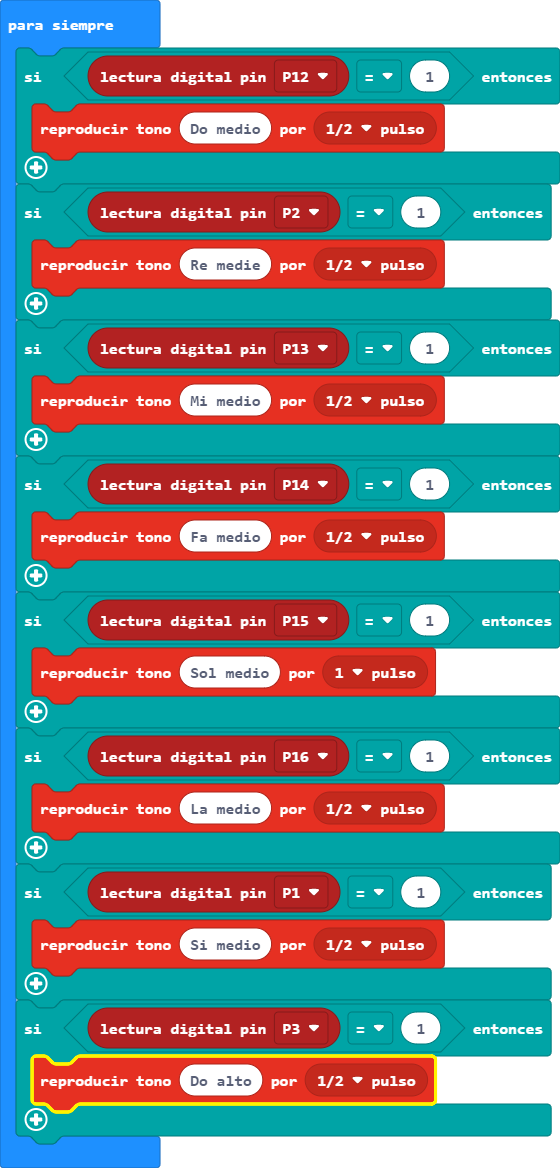 para siempre
si lectura digital pin P12 = 1 entonces
reproducir tono Do medio por 1/2 pulso
si lectura digital pin P2 = 1 entonces
reproducir tono Re medie por 1/2 pulso
si lectura digital pin P13 = 1 entonces
reproducir tono Mi medio por 1/2 pulso
si lectura digital pin P14 = 1 entonces
reproducir tono Fa medio por 1/2 pulso
si lectura digital pin P15 = 1 entonces
reproducir tono Sol medio por 1 pulso
si lectura digital pin P16 = 1 entonces
reproducir tono La medio por 1/2 pulso
si lectura digital pin P1 = 1 entonces
reproducir tono Si medio por 1/2 pulso
si lectura digital pin P3 = 1 entonces
reproducir tono Do alto por 1/2 pulso